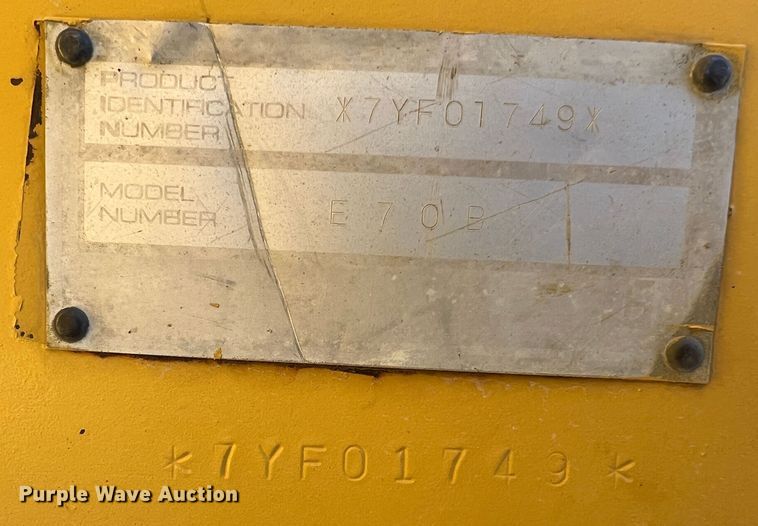 PRODUCT
IDENTIFICATION *7YF01749*
NUMBER
MODEL
NUMBER E70B
*7YF01749*
Purple Wave Auction